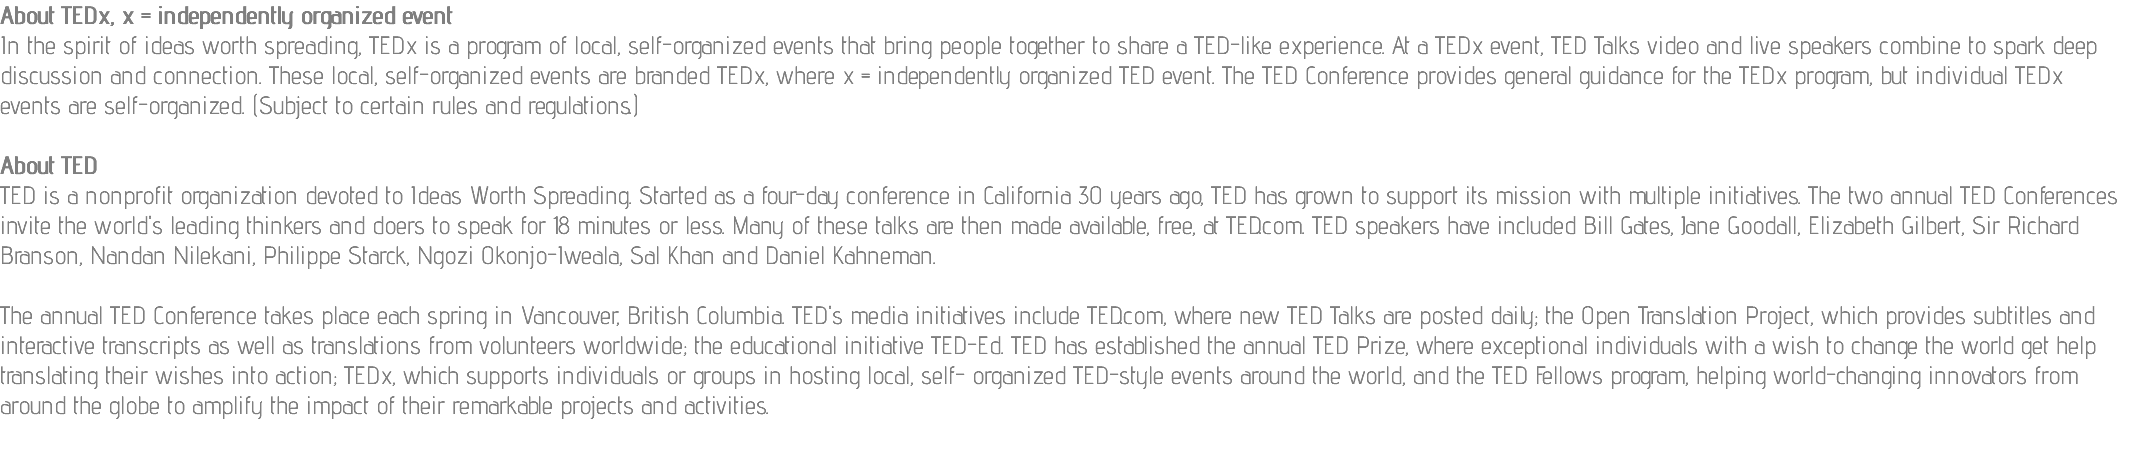 About TEDx, x = independently organized event
In the spirit of ideas worth spreading, TEDx is a program of local, self-organized events that bring people together to share a TED-like experience. At a TEDx event, TED Talks video and live speakers combine to spark deep
discussion and connection. These local, self-organized events are branded TEDx, where x = independently organized TED event. The TED Conference provides general guidance for the TEDx program, but individual TEDx
events are self-organized. (Subject to certain rules and regulations.)
About TED
TED is a nonprofit organization devoted to Ideas Worth Spreading. Started as a four-day conference in California 30 years ago, TED has grown to support its mission with multiple initiatives. The two annual TED Conferences
invite the world's leading thinkers and doers to speak for 18 minutes or less. Many of these talks are then made available, free, at TED.com. TED speakers have included Bill Gates, Jane Goodall, Elizabeth Gilbert, Sir Richard
Branson, Nandan Nilekani, Philippe Starck, Ngozi Okonjo-Iweala, Sal Khan and Daniel Kahneman.
The annual TED Conference takes place each spring in Vancouver, British Columbia. TED's media initiatives include TED.com, where new TED Talks are posted daily; the Open Translation Project, which provides subtitles and
interactive transcripts as well as translations from volunteers worldwide; the educational initiative TED-Ed. TED has established the annual TED Prize, where exceptional individuals with a wish to change the world get help
translating their wishes into action; TEDx, which supports individuals or groups in hosting local, self- organized TED-style events around the world, and the TED Fellows program, helping world-changing innovators from
around the globe to amplify the impact of their remarkable projects and activities.